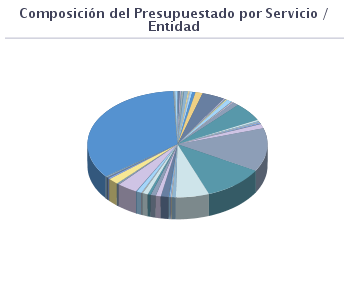 Composición del Presupuestado por Servicio /
Entidad